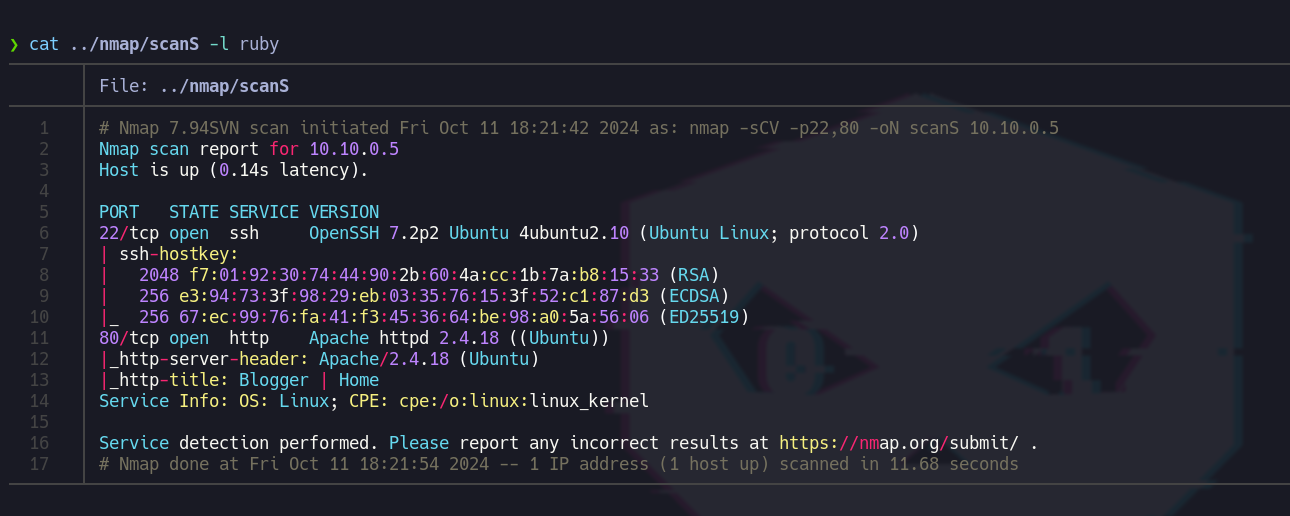 ❯ cat ../nmap/scanS -l ruby
File: ../nmap/scanS
1 # Nmap 7.94SVN scan initiated Fri Oct 11 18:21:42 2024 as: nmap -sCV -p22,80 -oN scanS 10.10.0.5
2 Nmap scan report for 10.10.0.5
3 Host is up (0.14s latency).
4
5 PORT   STATE SERVICE VERSION
6 22/tcp open  ssh     OpenSSH 7.2p2 Ubuntu 4ubuntu2.10 (Ubuntu Linux; protocol 2.0)
7 | ssh-hostkey:
8 |   2048 f7:01:92:30:74:44:90:2b:60:4a:cc:1b:7a:b8:15:33 (RSA)
9 |   256 e3:94:73:3f:98:29:eb:03:35:76:15:3f:52:c1:87:d3 (ECDSA)
10 |_  256 67:ec:99:76:fa:41:f3:45:36:64:be:98:a0:5a:56:06 (ED25519)
11 80/tcp open  http    Apache httpd 2.4.18 ((Ubuntu))
12 |_http-server-header: Apache/2.4.18 (Ubuntu)
13 |_http-title: Blogger | Home
14 Service Info: OS: Linux; CPE: cpe:/o:linux:linux_kernel
15
16 Service detection performed. Please report any incorrect results at https://nmap.org/submit/ .
17 # Nmap done at Fri Oct 11 18:21:54 2024 -- 1 IP address (1 host up) scanned in 11.68 seconds
0 1